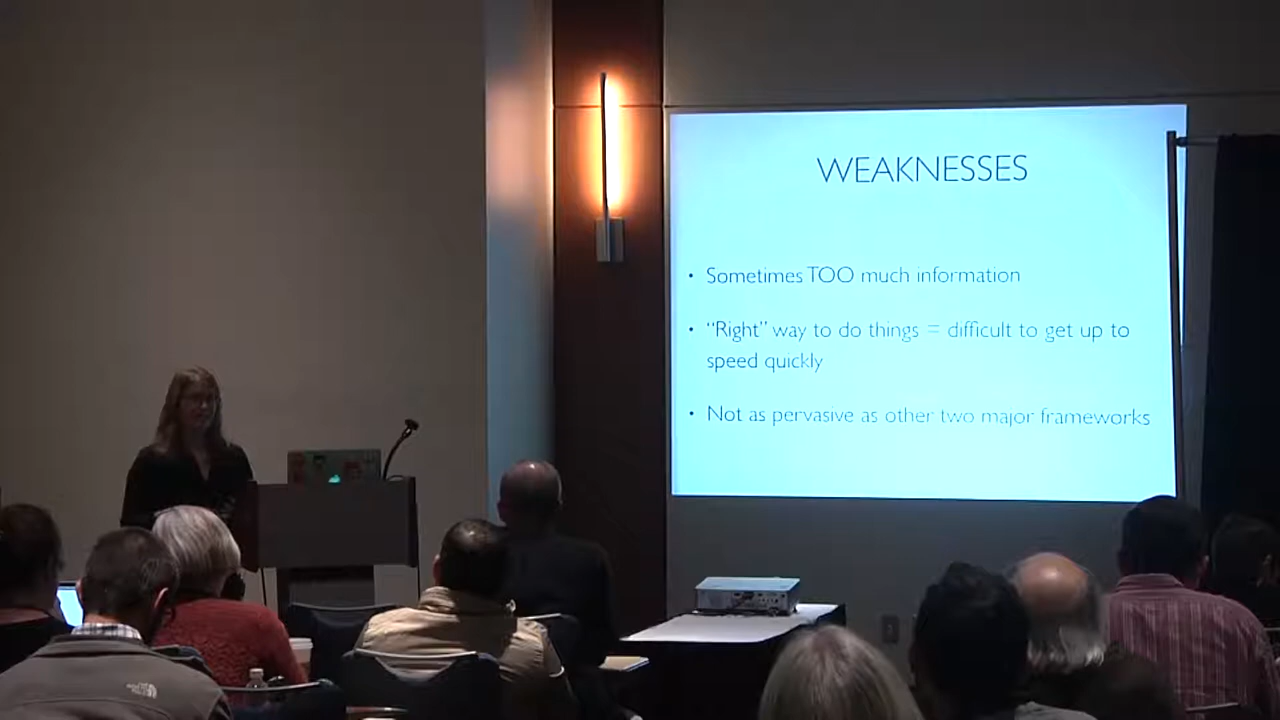 WEAKNESSES
• Sometimes TOO much information
• “Right” way to do things = difficult to get up to
speed quickly
• Not as pervasive as other two major frameworks